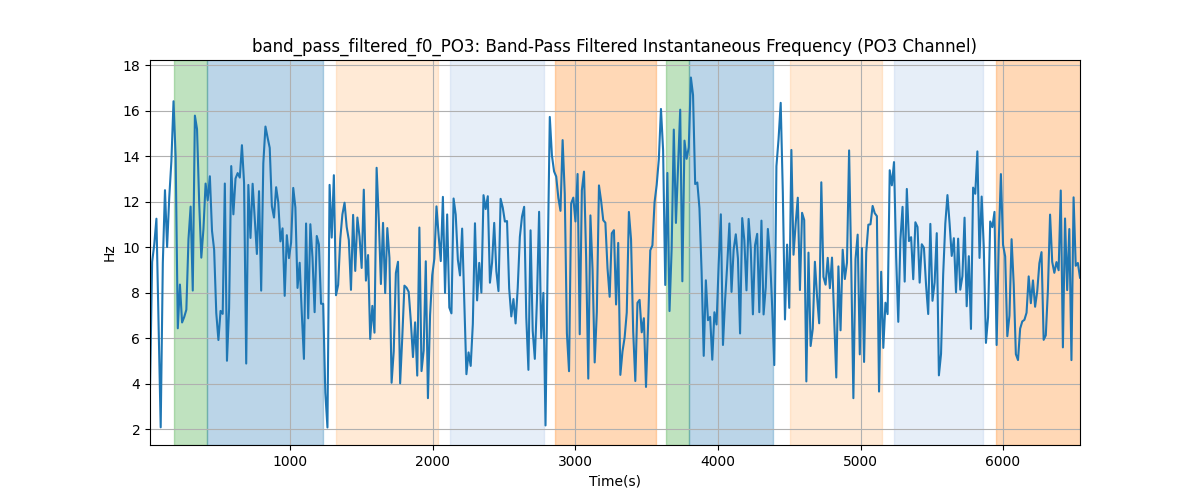 band_pass_filtered_f0_PO3: Band-Pass Filtered Instantaneous Frequency (PO3 Channel)
18
16
14
12
10
8
6
4
2
Hz
1000 2000 3000 4000 5000 6000
Time(s)